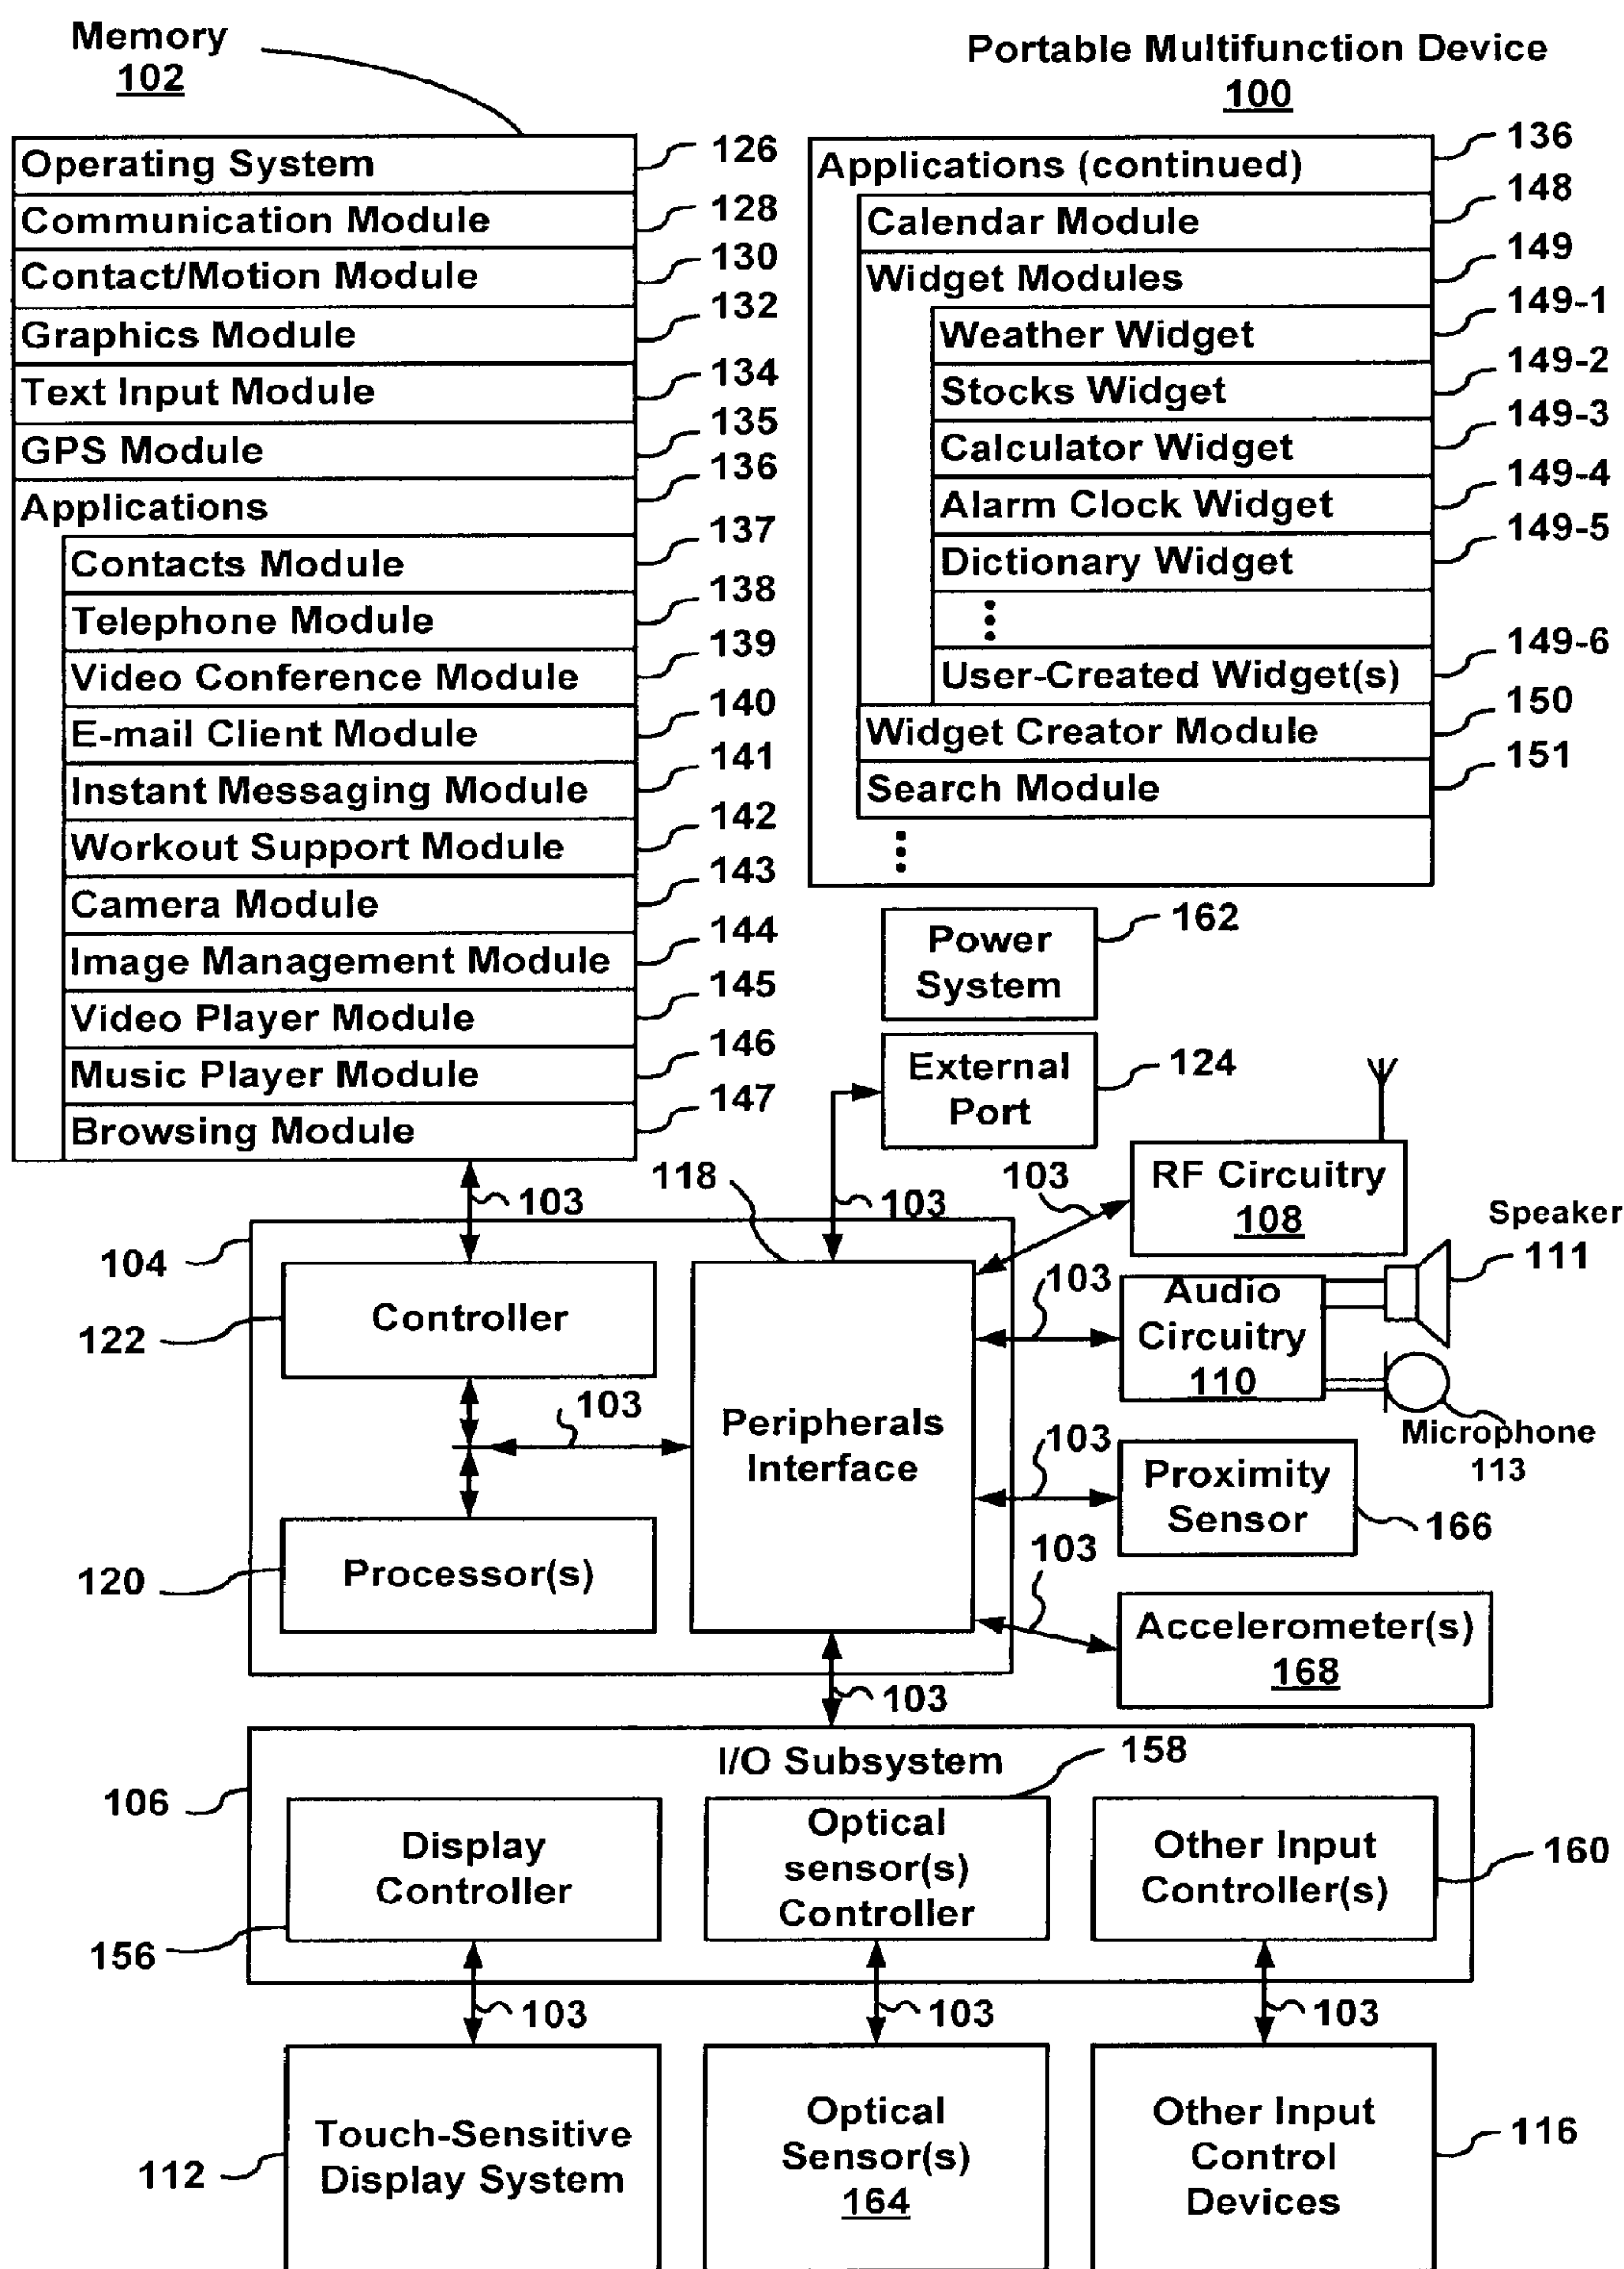 Memory
102
Portable Multifunction Device
100
Operating System
126
Communication Module
128
Contact/Motion Module
130
Graphics Module
132
Text Input Module
134
GPS Module
135
Applications
136
Contacts Module
137
Telephone Module
138
Video Conference Module
139
E-mail Client Module
140
Instant Messaging Module
141
Workout Support Module
142
Camera Module
143
Image Management Module
144
Video Player Module
145
Music Player Module
146
Browsing Module
147
Applications (continued)
136
Calendar Module
148
Widget Modules
149
Weather Widget
149-1
Stocks Widget
149-2
Calculator Widget
149-3
Alarm Clock Widget
149-4
Dictionary Widget
149-5
User-Created Widget(s)
149-6
Widget Creator Module
150
Search Module
151
Power
System
162
External
Port
124
103
118
103
103
RF Circuitry
108
Speaker
111
104
Controller
122
103
Audio
Circuitry
110
103
Peripherals
Interface
Microphone
113
103
Proximity
Sensor
166
Processor(s)
120
103
Accelerometer(s)
168
103
I/O Subsystem
158
106
Display
Controller
156
Optical
sensor(s)
Controller
Other Input
Controller(s)
160
103
103
103
Touch-Sensitive
Display System
112
Optical
Sensor(s)
164
Other Input
Control
Devices
116